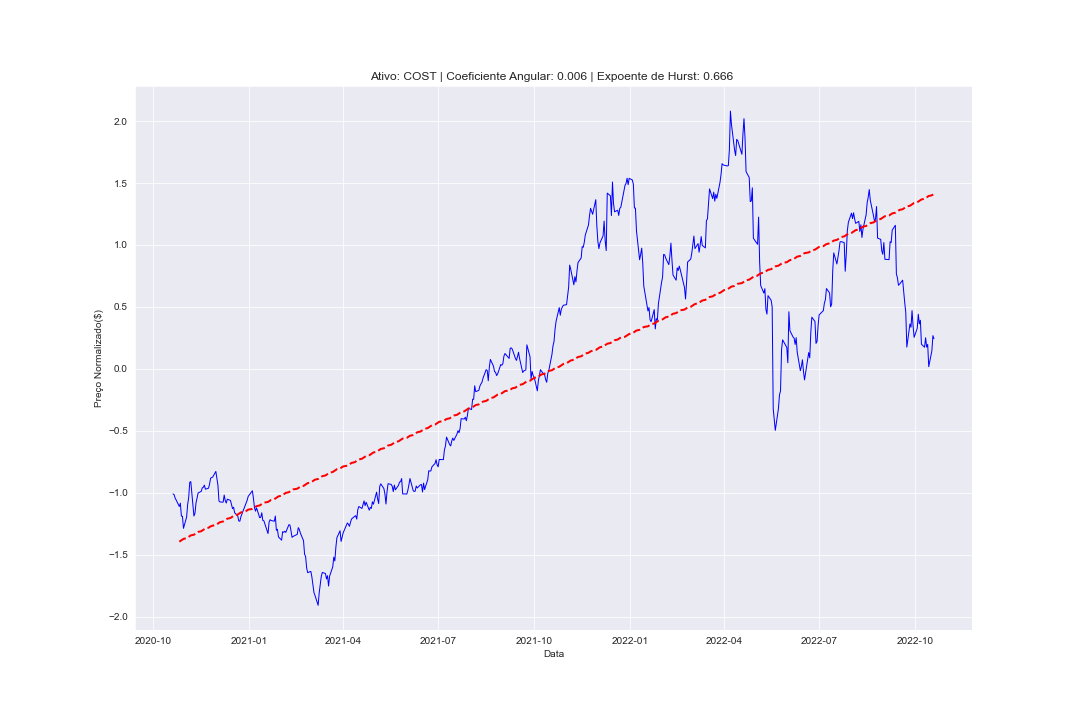 Ativo: COST | Coeficiente Angular: 0.006 | Expoente de Hurst: 0.666
Preço Normalizado($)
2.0
1.5
1.0
0.5
0.0
−0.5
−1.0
−1.5
−2.0
2020-10 2021-01 2021-04 2021-07 2021-10 2022-01 2022-04 2022-07 2022-10
Data